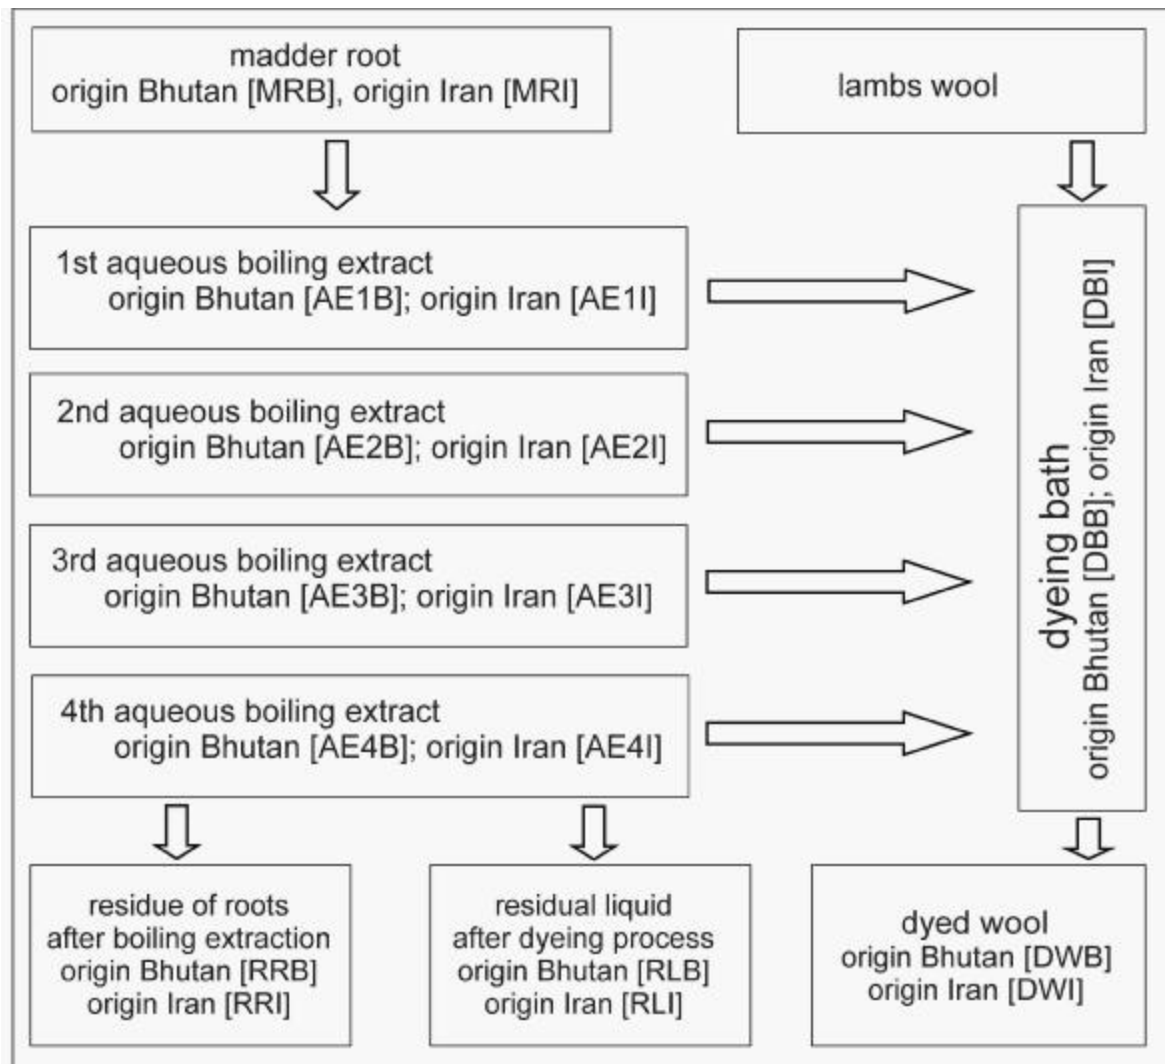 madder root
origin Bhutan [MRB], origin Iran [MRI]
lambs wool
1st aqueous boiling extract
origin Bhutan [AE1B]; origin Iran [AE1I]
2nd aqueous boiling extract
origin Bhutan [AE2B]; origin Iran [AE2I]
3rd aqueous boiling extract
origin Bhutan [AE3B]; origin Iran [AE3I]
4th aqueous boiling extract
origin Bhutan [AE4B]; origin Iran [AE4I]
dyeing bath
origin Bhutan [DBB]; origin Iran [DBI]
residue of roots
after boiling extraction
origin Bhutan [RRB]
origin Iran [RRI]
residual liquid
after dyeing process
origin Bhutan [RLB]
origin Iran [RLI]
dyed wool
origin Bhutan [DWB]
origin Iran [DWI]